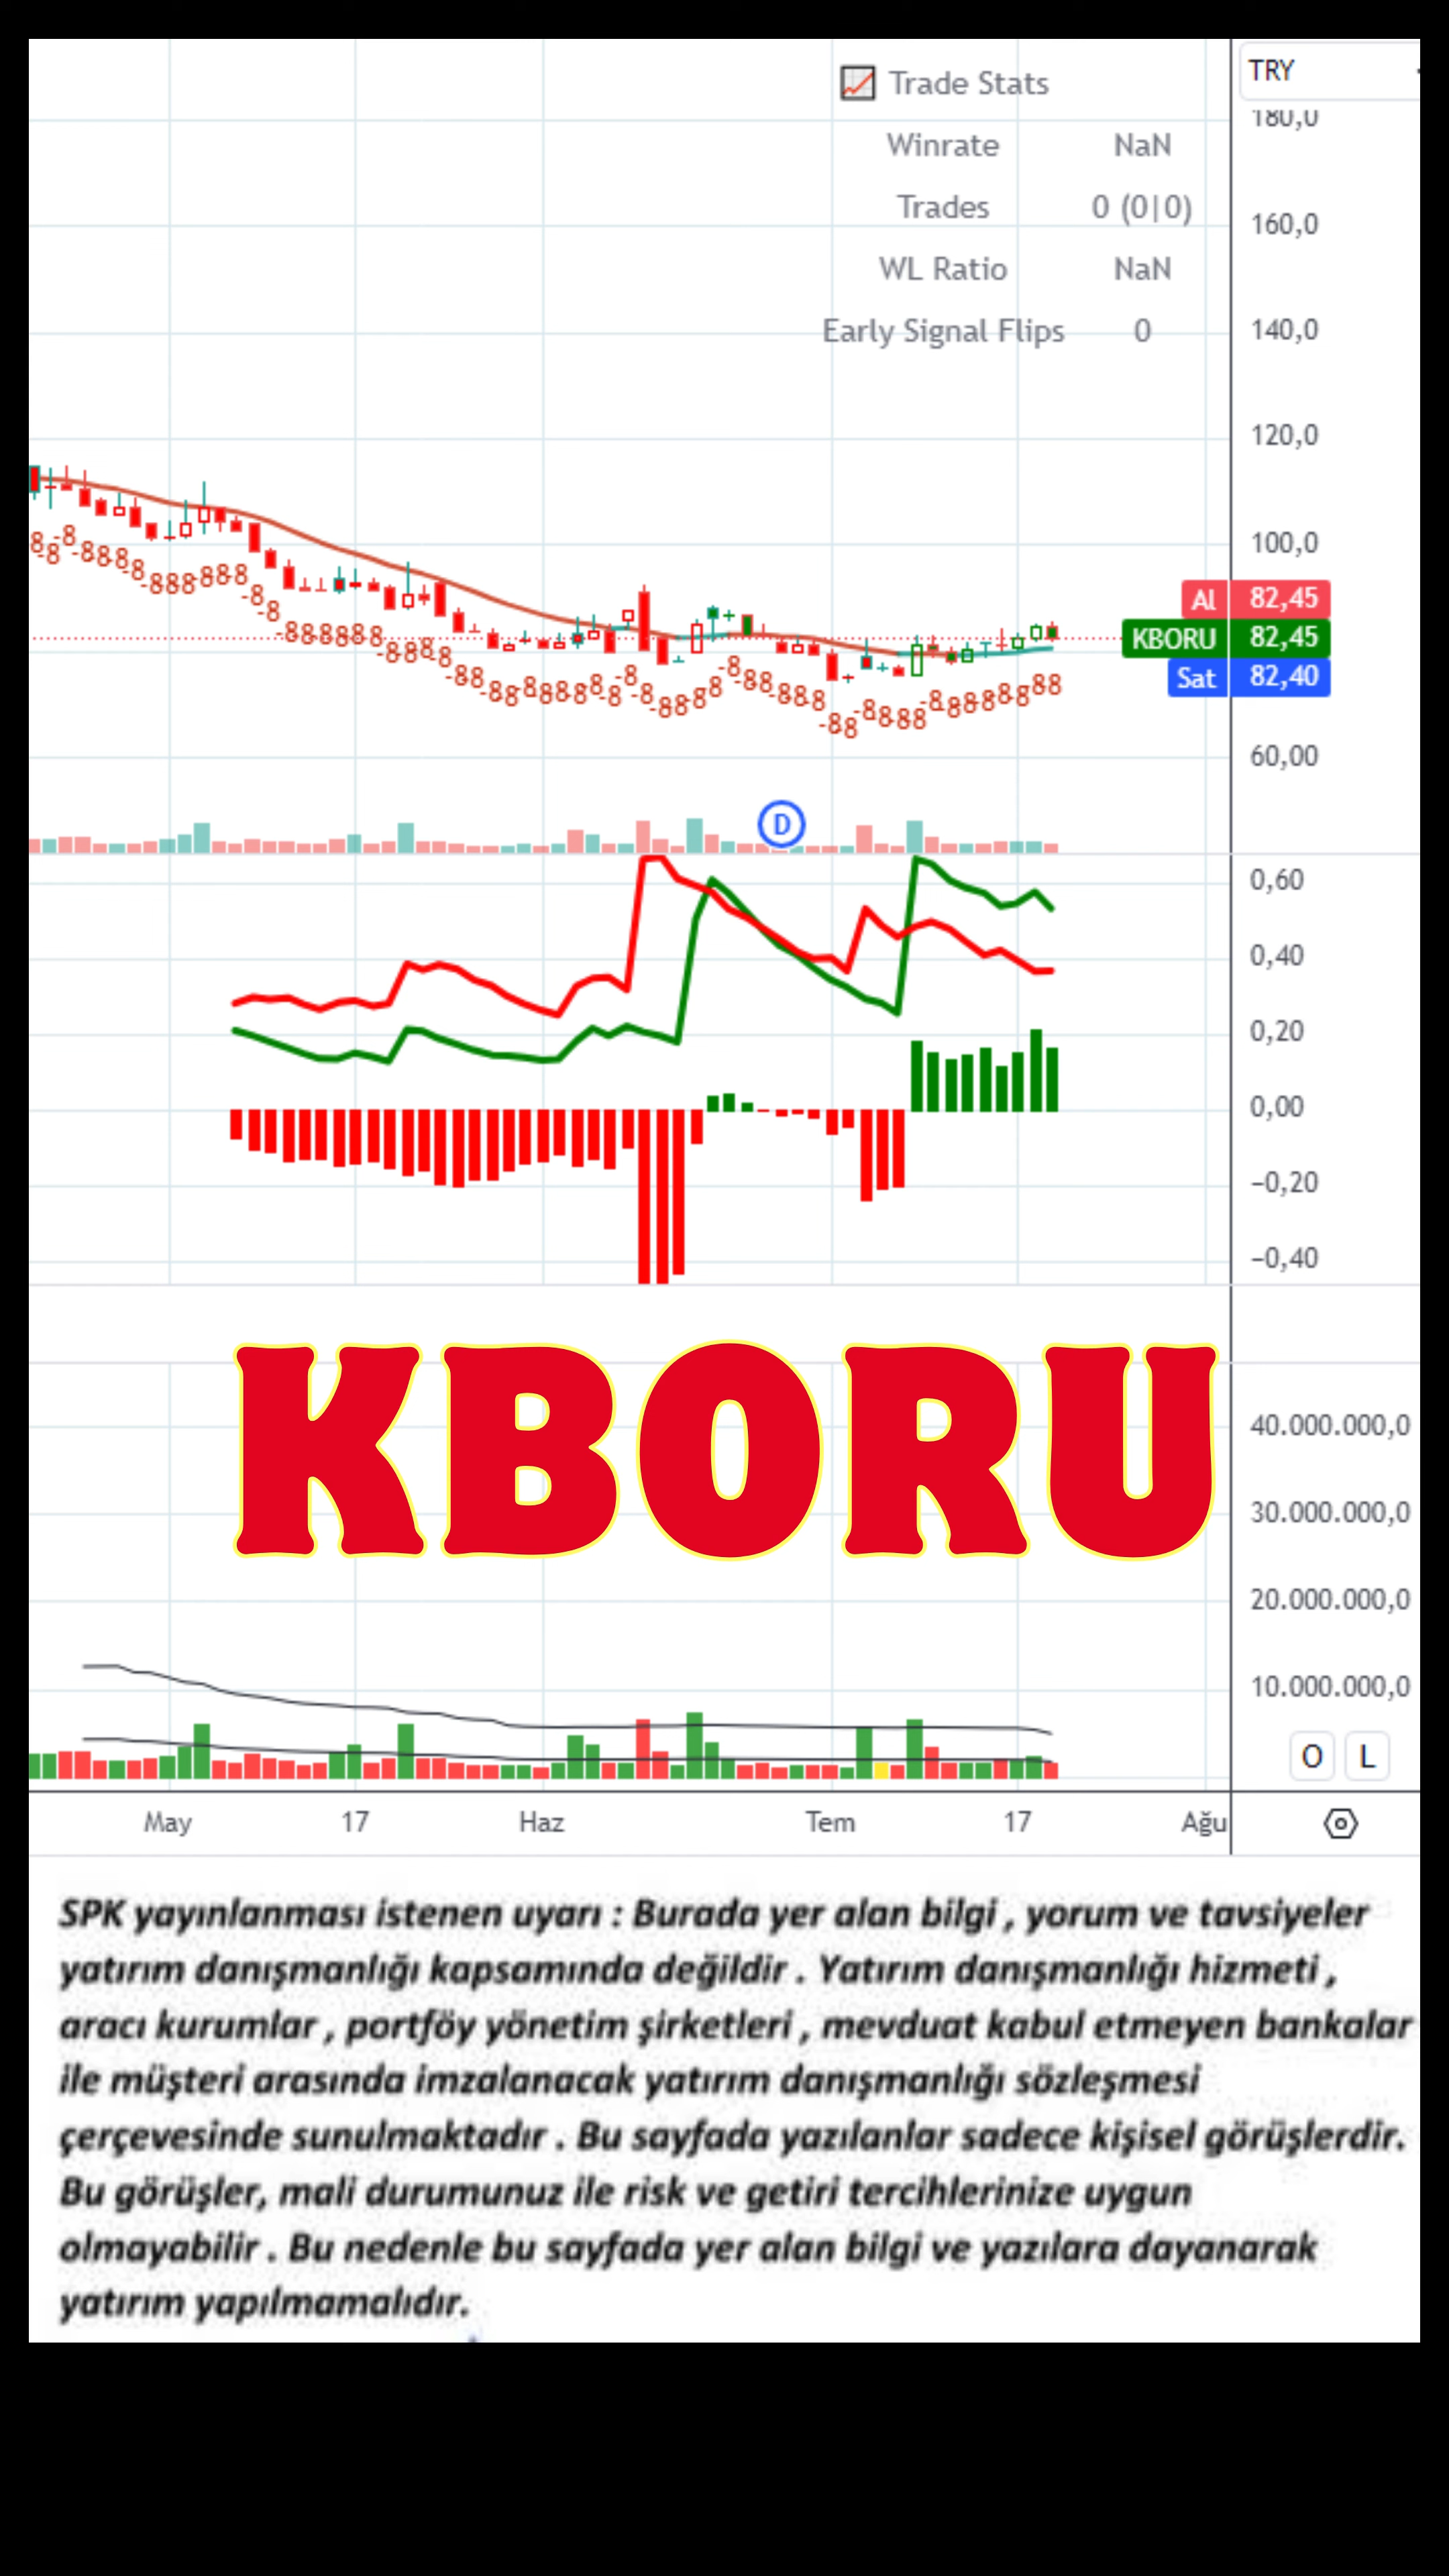 Trade Stats
Winrate NaN
Trades 0 (0|0)
WL Ratio NaN
Early Signal Flips 0
TRY
180,0
160,0
140,0
120,0
100,0
Al 82,45
KBORU 82,45
Sat 82,40
60,00
D
0,60
0,40
0,20
0,00
−0,20
−0,40
KBORU
40.000.000,0
30.000.000,0
20.000.000,0
10.000.000,0
O L
May 17 Haz Tem 17 Ağu
SPK yayınlanması istenen uyarı : Burada yer alan bilgi , yorum ve tavsiyeler
yatırım danışmanlığı kapsamında değildir . Yatırım danışmanlığı hizmeti ,
aracı kurumlar , portföy yönetim şirketleri , mevduat kabul etmeyen bankalar
ile müşteri arasında imzalanacak yatırım danışmanlığı sözleşmesi
çerçevesinde sunulmaktadır . Bu sayfada yazılanlar sadece kişisel görüşlerdir.
Bu görüşler, mali durumunuz ile risk ve getiri tercihlerinize uygun
olmayabilir . Bu nedenle bu sayfada yer alan bilgi ve yazılara dayanarak
yatırım yapılmamalıdır.